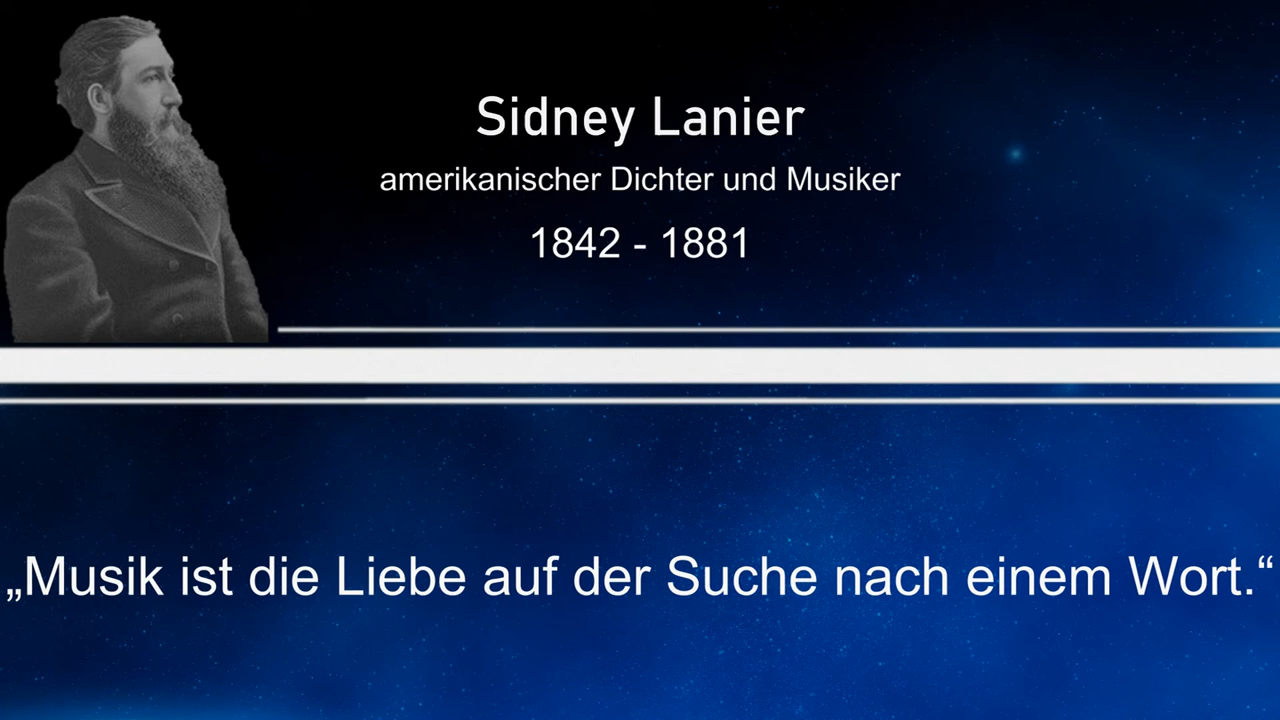 Sidney Lanier
amerikanischer Dichter und Musiker
1842 - 1881
„Musik ist die Liebe auf der Suche nach einem Wort.“